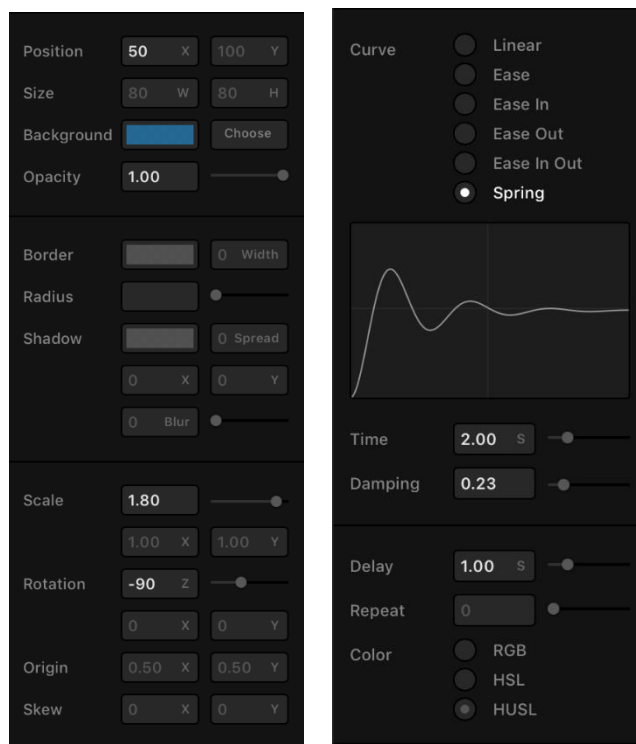 Position 50 X 100 Y
Size 80 W 80 H
Background Choose
Opacity 1.00
Border 0 Width
Radius
Shadow 0 Spread
0 X 0 Y
0 Blur
Scale 1.80
1.00 X 1.00 Y
Rotation -90 Z
0 X 0 Y
Origin 0.50 X 0.50 Y
Skew 0 X 0 Y
Curve Linear
Ease
Ease In
Ease Out
Ease In Out
Spring
Time 2.00 S
Damping 0.23
Delay 1.00 S
Repeat 0
Color RGB
HSL
HUSL